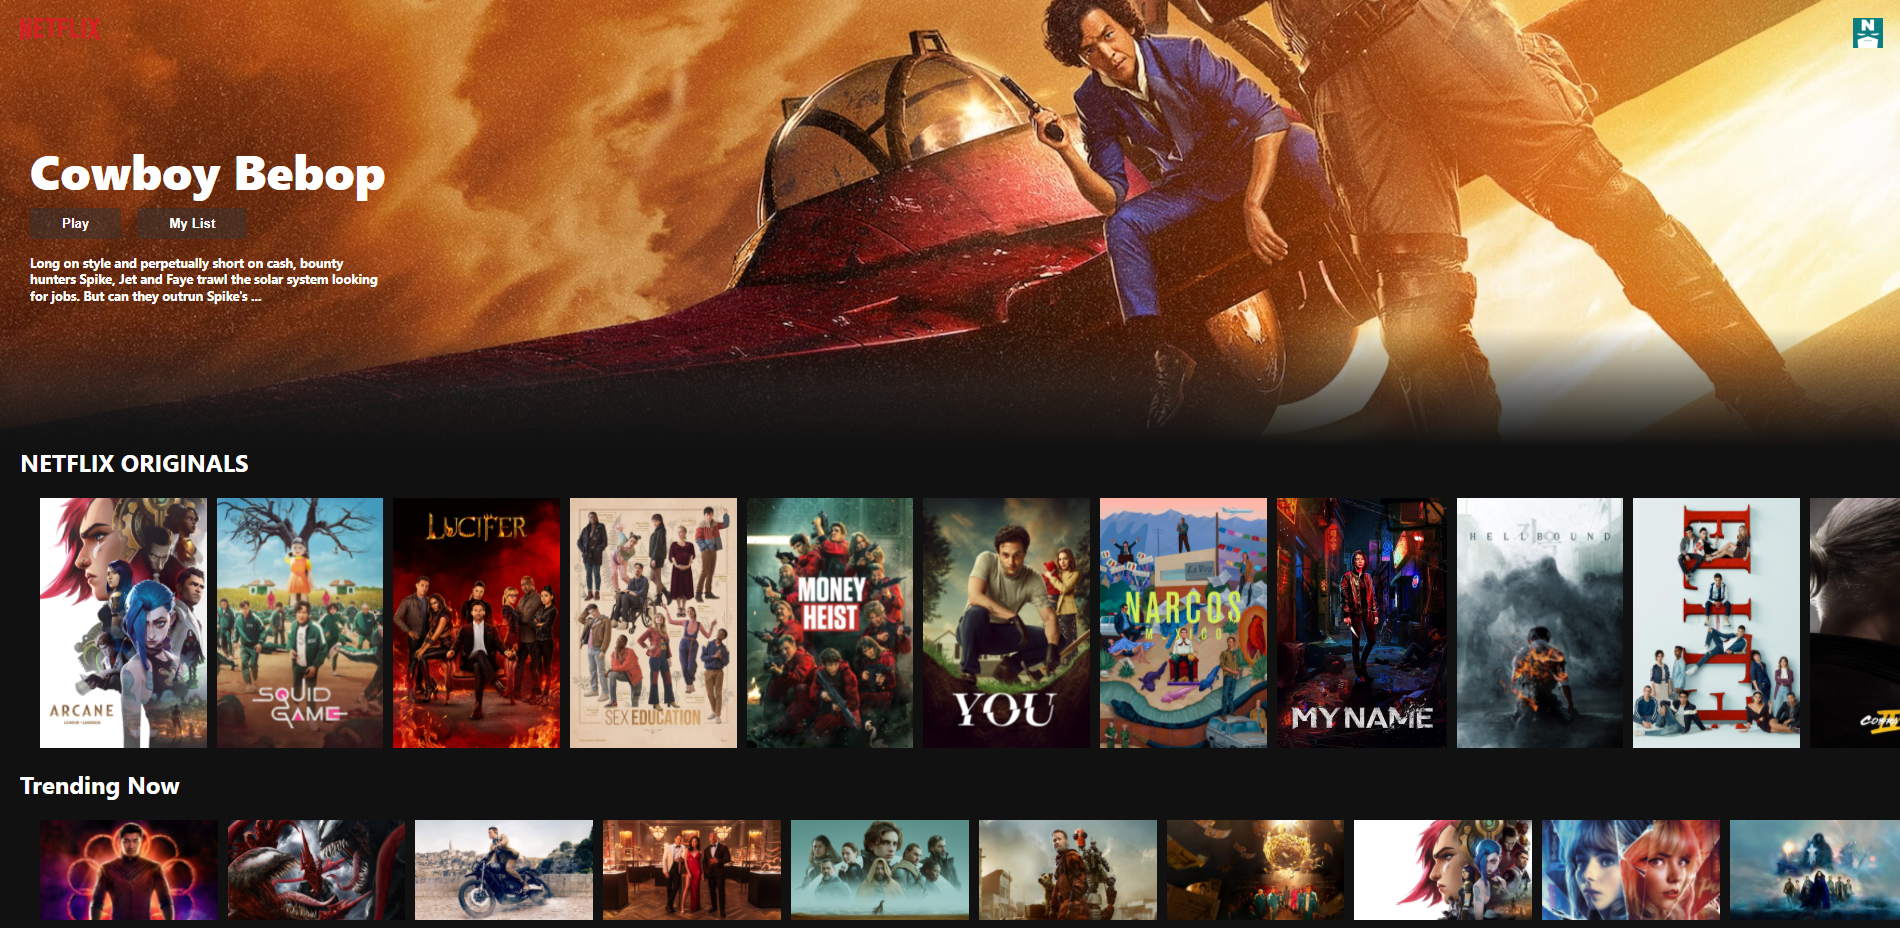 NETFLIX
N
Cowboy Bebop
Play
My List
Long on style and perpetually short on cash, bounty
hunters Spike, Jet and Faye trawl the solar system looking
for jobs. But can they outrun Spike's ...
NETFLIX ORIGINALS
ARCANE
SQUID
GAME
LUCIFER
SEX EDUCATION
MONEY
HEIST
YOU
La Voz
NARCOS
MEXICO
MY NAME
HELLBOUND
ELITE
Trending Now